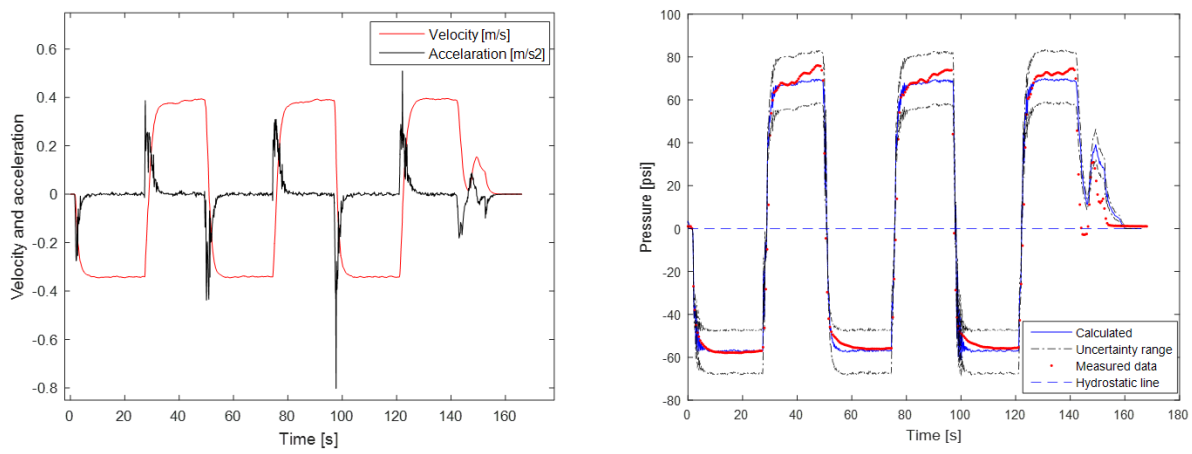 Velocity [m/s]
Accelaration [m/s2]
0.6
0.4
0.2
0
-0.2
-0.4
-0.6
-0.8
Velocity and acceleration
0 20 40 60 80 100 120 140 160
Time [s]
100
80
60
40
20
0
-20
-40
-60
-80
Pressure [psi]
Calculated
Uncertainty range
Measured data
Hydrostatic line
0 20 40 60 80 100 120 140 160 180
Time [s]